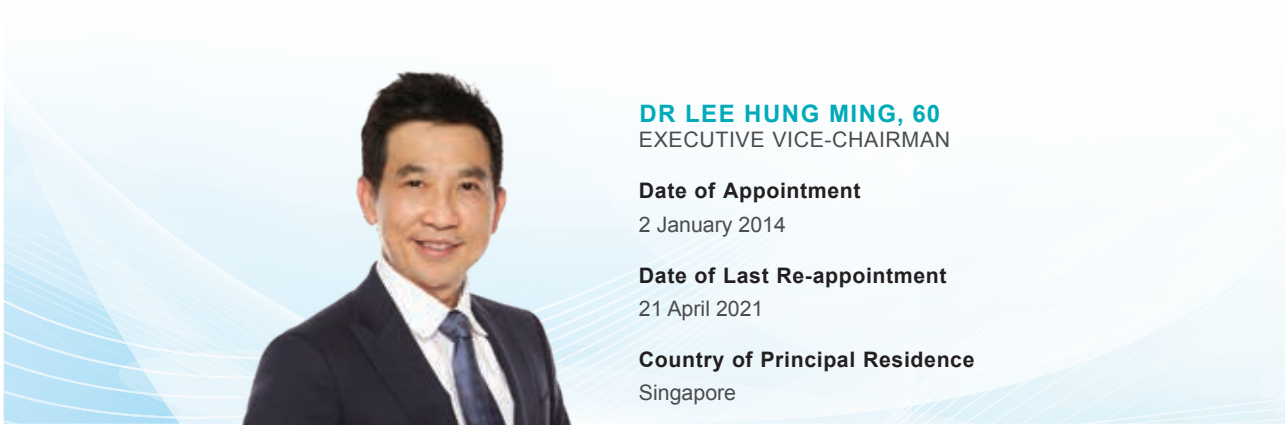 DR LEE HUNG MING, 60
EXECUTIVE VICE-CHAIRMAN
Date of Appointment
2 January 2014
Date of Last Re-appointment
21 April 2021
Country of Principal Residence
Singapore